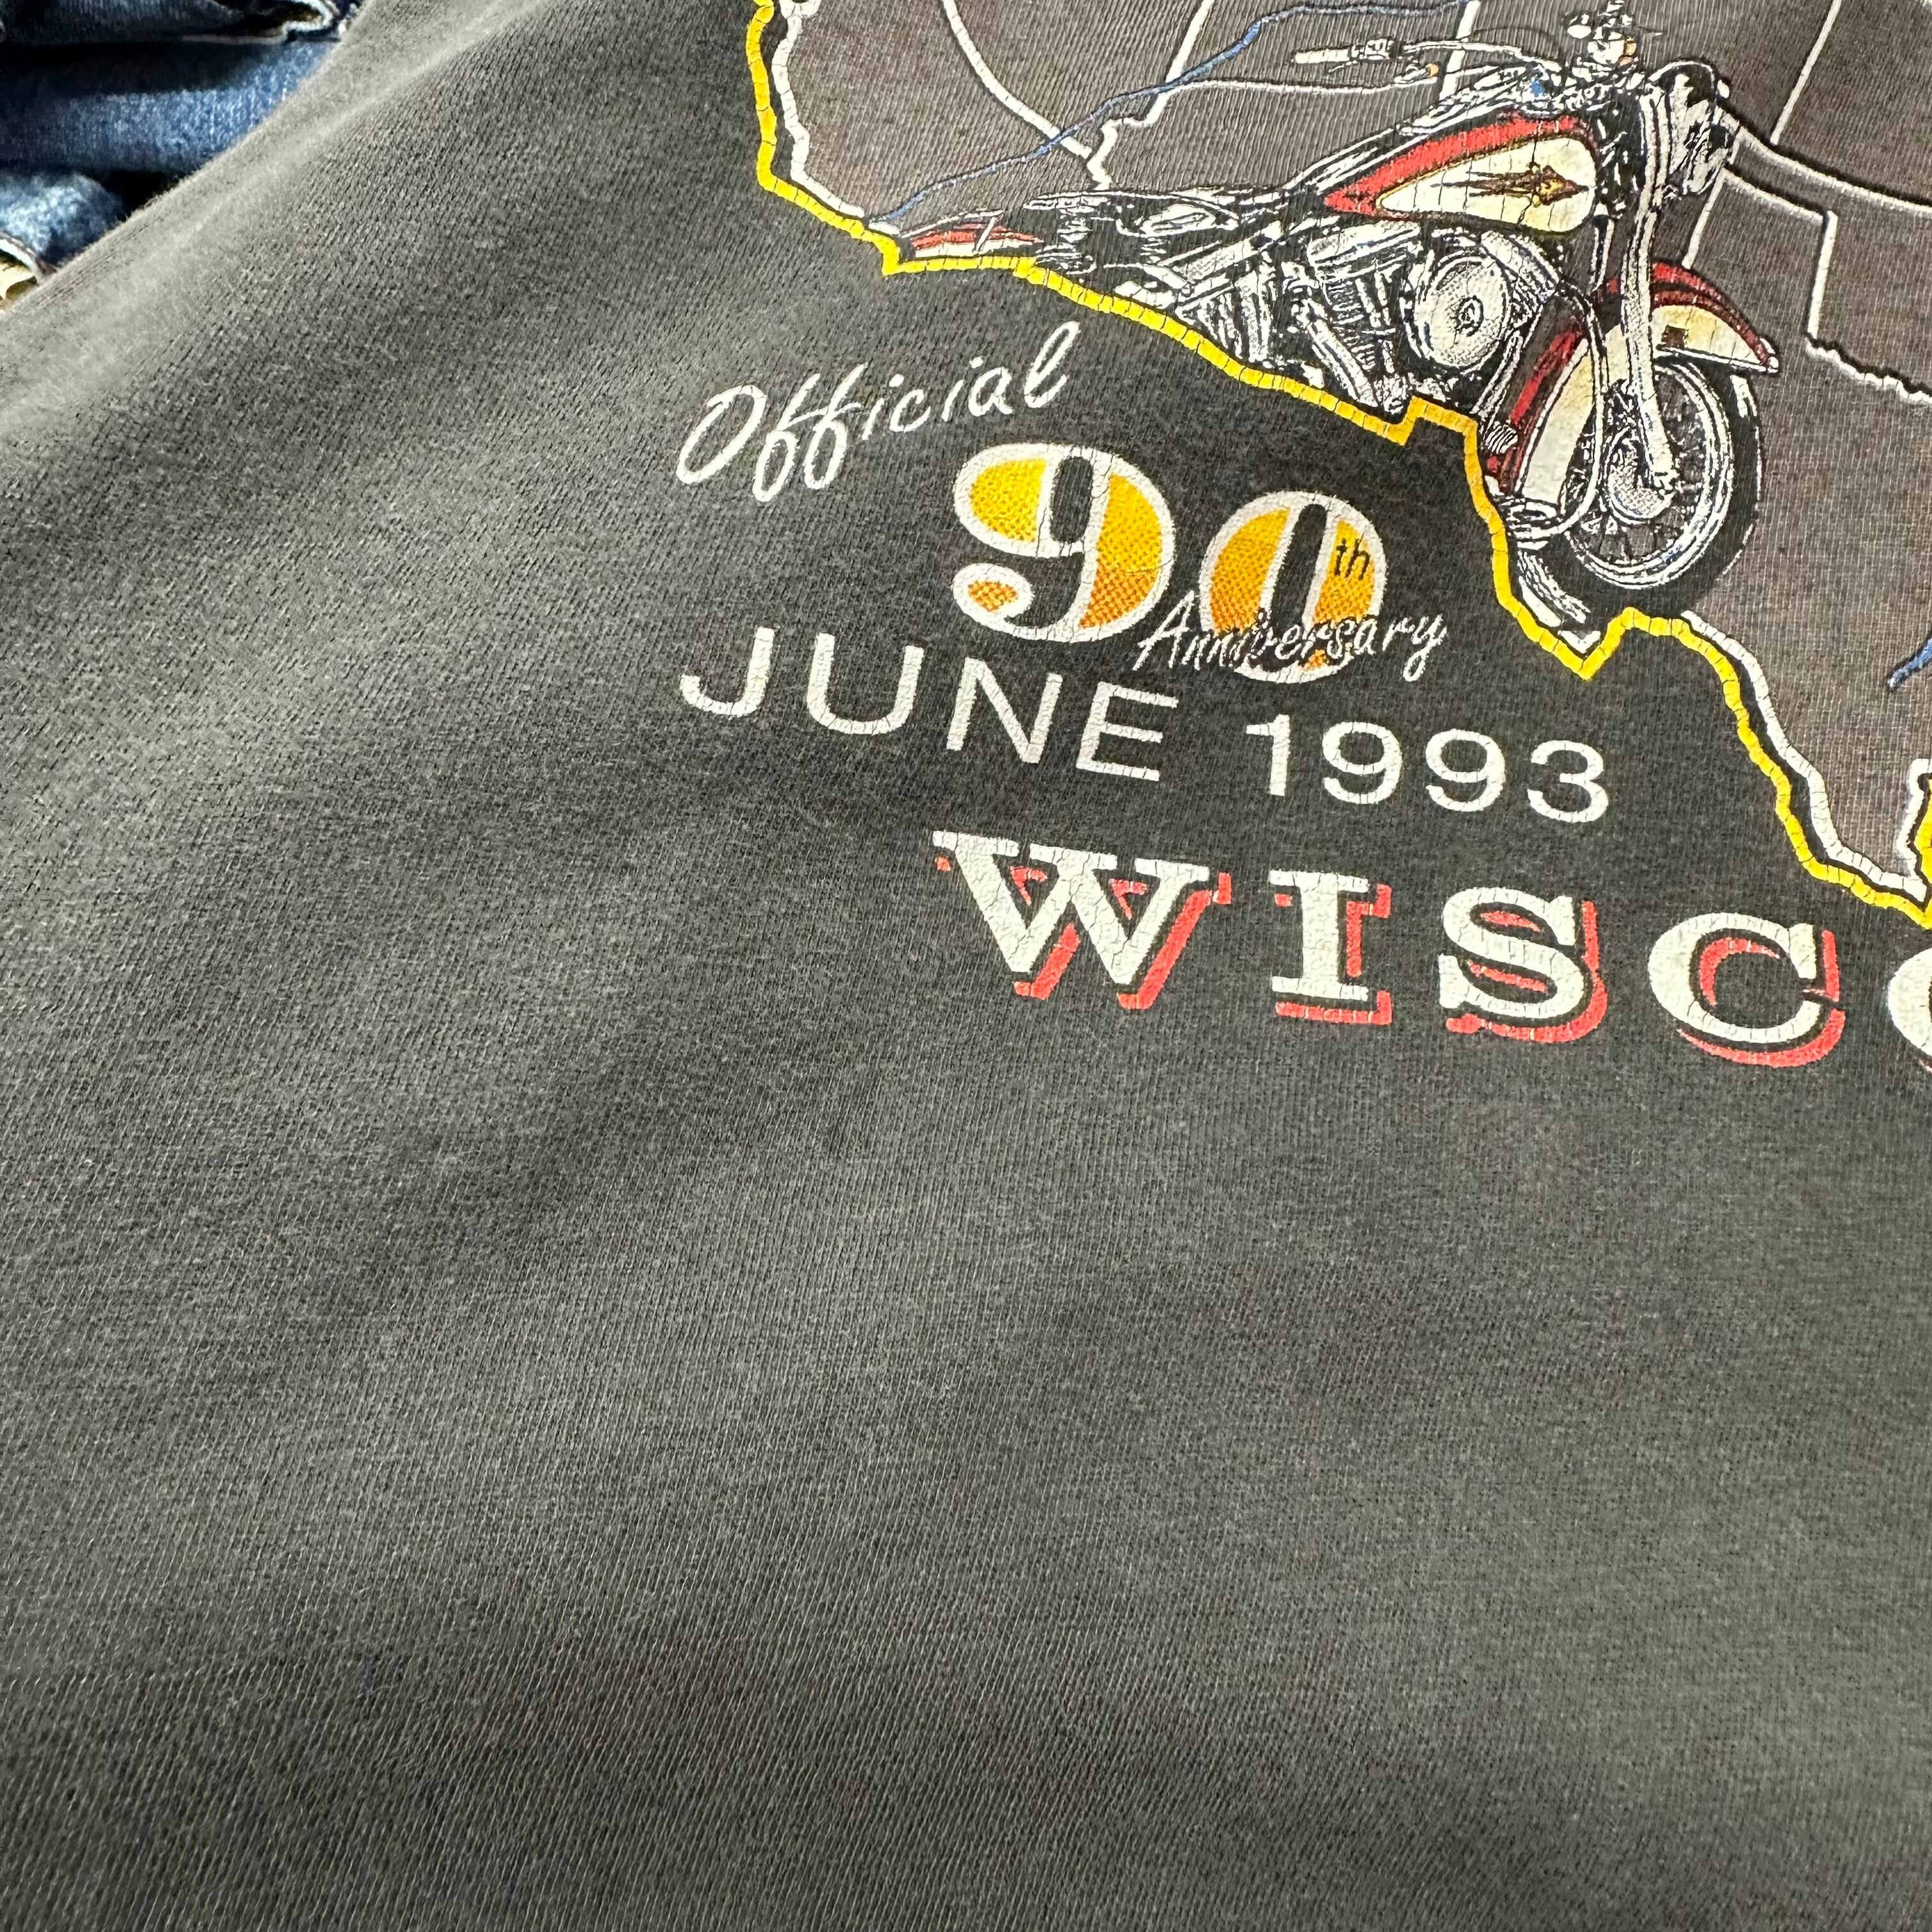 Official
90th
Anniversary
JUNE 1993
WISC